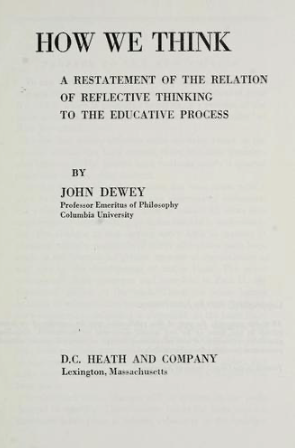 HOW WE THINK
A RESTATEMENT OF THE RELATION
OF REFLECTIVE THINKING
TO THE EDUCATIVE PROCESS
BY
JOHN DEWEY
Professor Emeritus of Philosophy
Columbia University
D.C. HEATH AND COMPANY
Lexington, Massachusetts